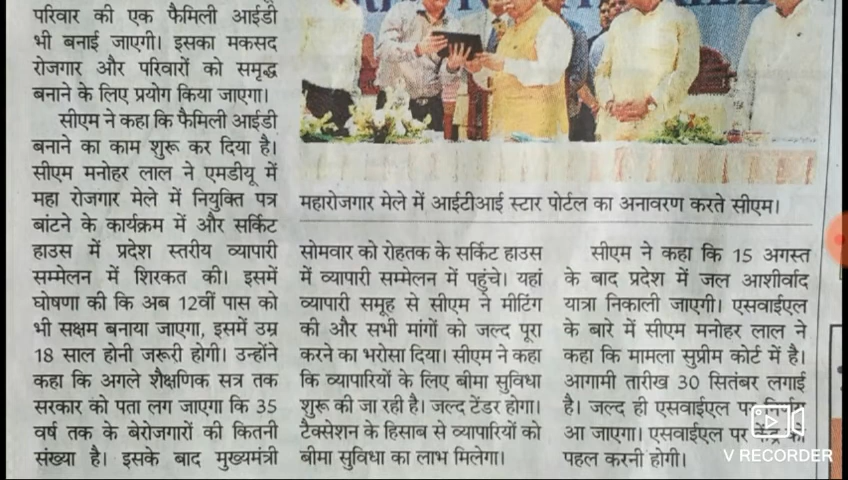 परिवार की एक फैमिली आईडी
भी बनाई जाएगी। इसका मकसद
रोजगार और परिवारों को समृद्ध
बनाने के लिए प्रयोग किया जाएगा।
सीएम ने कहा कि फैमिली आईडी
बनाने का काम शुरू कर दिया है।
सीएम मनोहर लाल ने एमडीयू में
महा रोजगार मेले में नियुक्ति पत्र
बांटने के कार्यक्रम में और सर्किट
हाउस में प्रदेश स्तरीय व्यापारी
सम्मेलन में शिरकत की। इसमें
घोषणा की कि अब 12वीं पास को
भी सक्षम बनाया जाएगा, इसमें उम्र
18 साल होनी जरूरी होगी। उन्होंने
कहा कि अगले शैक्षणिक सत्र तक
सरकार को पता लग जाएगा कि 35
वर्ष तक के बेरोजगारों की कितनी
संख्या है। इसके बाद मुख्यमंत्री
महारोजगार मेले में आईटीआई स्टार पोर्टल का अनावरण करते सीएम।
सोमवार को रोहतक के सर्किट हाउस
में व्यापारी सम्मेलन में पहुंचे। यहां
व्यापारी समूह से सीएम ने मीटिंग
की और सभी मांगों को जल्द पूरा
करने का भरोसा दिया। सीएम ने कहा
कि व्यापारियों के लिए बीमा सुविधा
शुरू की जा रही है। जल्द टेंडर होगा।
टैक्सेशन के हिसाब से व्यापारियों को
बीमा सुविधा का लाभ मिलेगा।
सीएम ने कहा कि 15 अगस्त
के बाद प्रदेश में जल आशीर्वाद
यात्रा निकाली जाएगी। एसवाईएल
के बारे में सीएम मनोहर लाल ने
कहा कि मामला सुप्रीम कोर्ट में है।
आगामी तारीख 30 सितंबर लगाई
है। जल्द ही एसवाईएल पर
आ जाएगा। एसवाईएल पर
पहल करनी होगी।
V RECORDER